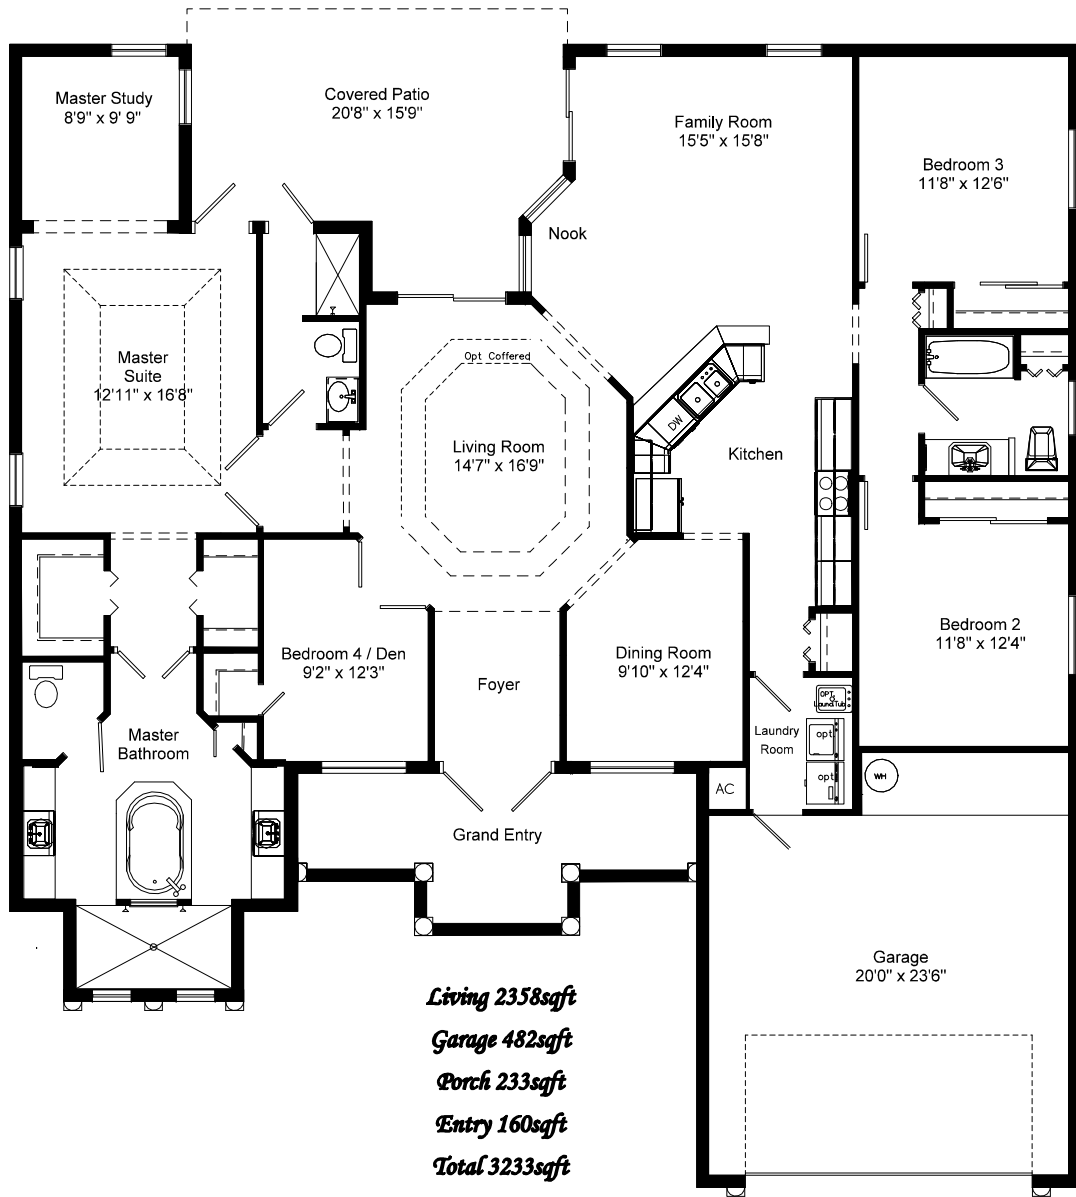 Master Study
8'9" x 9' 9"
Covered Patio
20'8" x 15'9"
Family Room
15'5" x 15'8"
Bedroom 3
11'8" x 12'6"
Nook
Master
Suite
12'11" x 16'8"
Opt Coffered
Living Room
14'7" x 16'9"
DW
Kitchen
Bedroom 4 / Den
9'2" x 12'3"
Foyer
Dining Room
9'10" x 12'4"
Bedroom 2
11'8" x 12'4"
Master
Bathroom
OPT
LaundTub
Laundry
Room
opt
opt
AC
WH
Grand Entry
Garage
20'0" x 23'6"
Living 2358sqft
Garage 482sqft
Porch 233sqft
Entry 160sqft
Total 3233sqft